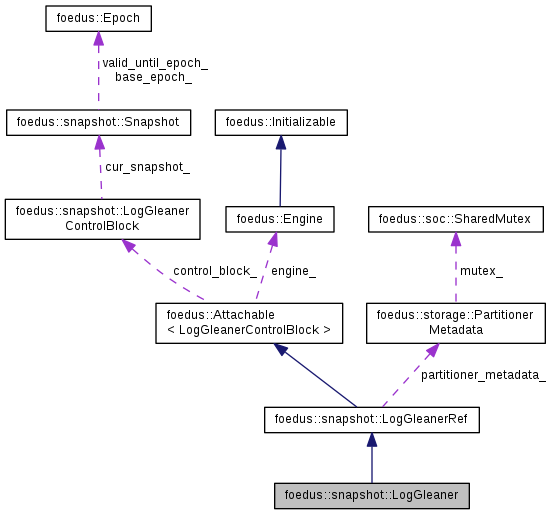 foedus::Epoch
valid_until_epoch_
base_epoch_
foedus::snapshot::Snapshot
foedus::Initializable
cur_snapshot_
foedus::snapshot::LogGleaner
ControlBlock
foedus::Engine
foedus::soc::SharedMutex
control_block_
engine_
mutex_
foedus::Attachable
< LogGleanerControlBlock >
foedus::storage::Partitioner
Metadata
partitioner_metadata_
foedus::snapshot::LogGleanerRef
foedus::snapshot::LogGleaner